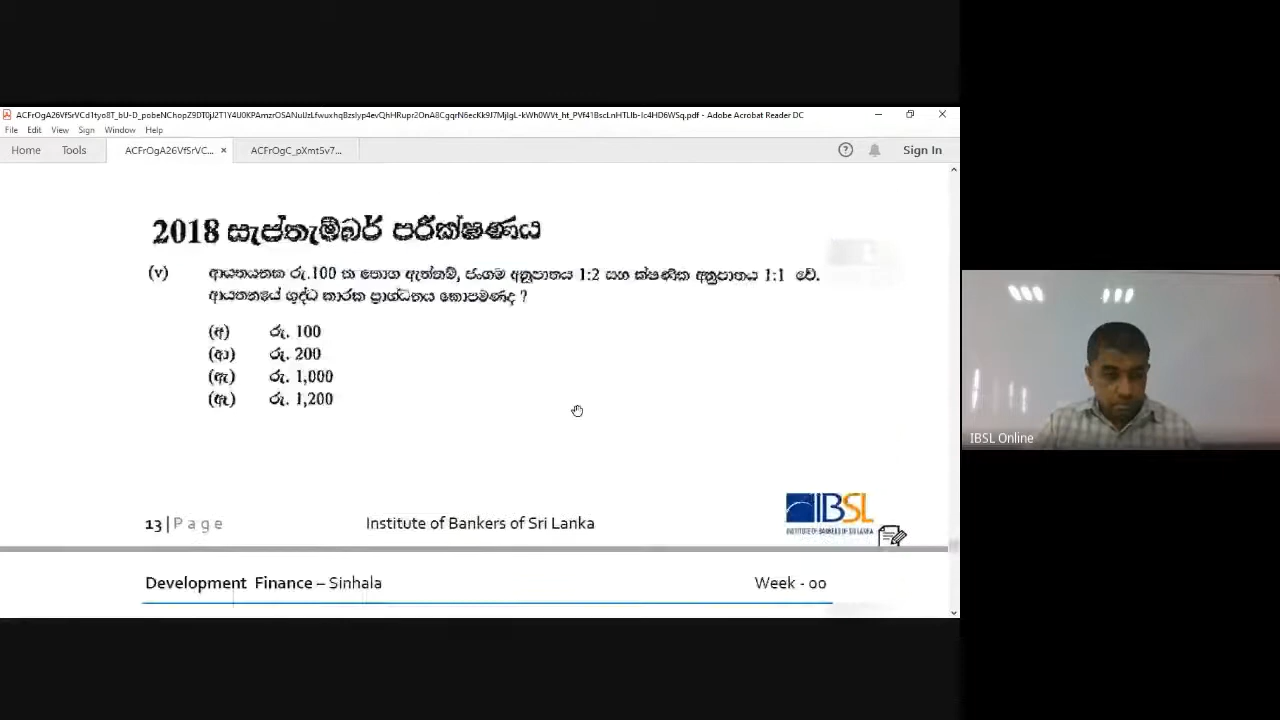 ACFrOgA26VfSrVCd1tyo8T_bU-D_pobeNChopZ9DT0jJ2T1Y4U0KPAmzrOSANuUzLfwuxhqBzslyp4evQhHRupr2OnA8CgqrN6ecKk9J7MjlgL-kWh0WVt_ht_PVf41BscLnHTLlb-Ic4HD6WSq.pdf - Adobe Acrobat Reader DC
File Edit View Sign Window Help
Home Tools ACFrOgA26VfSrVC... × ACFrOgC_pXmt5v7... Sign In
2018 සැප්තැම්බර් පරීක්ෂණය
(v) ආයතනයක රු.100 ක තොග ඇත්නම්, ජංගම අනුපාතය 1:2 සහ ක්ෂණික අනුපාතය 1:1 වේ.
ආයතනයේ ශුද්ධ කාරක ප්‍රාග්ධනය කොපමණද ?
(අ) රු. 100
(ආ) රු. 200
(ඇ) රු. 1,000
(ඈ) රු. 1,200
IBSL
INSTITUTE OF BANKERS OF SRI LANKA
13 | Page Institute of Bankers of Sri Lanka
Development Finance – Sinhala Week - 00
IBSL Online